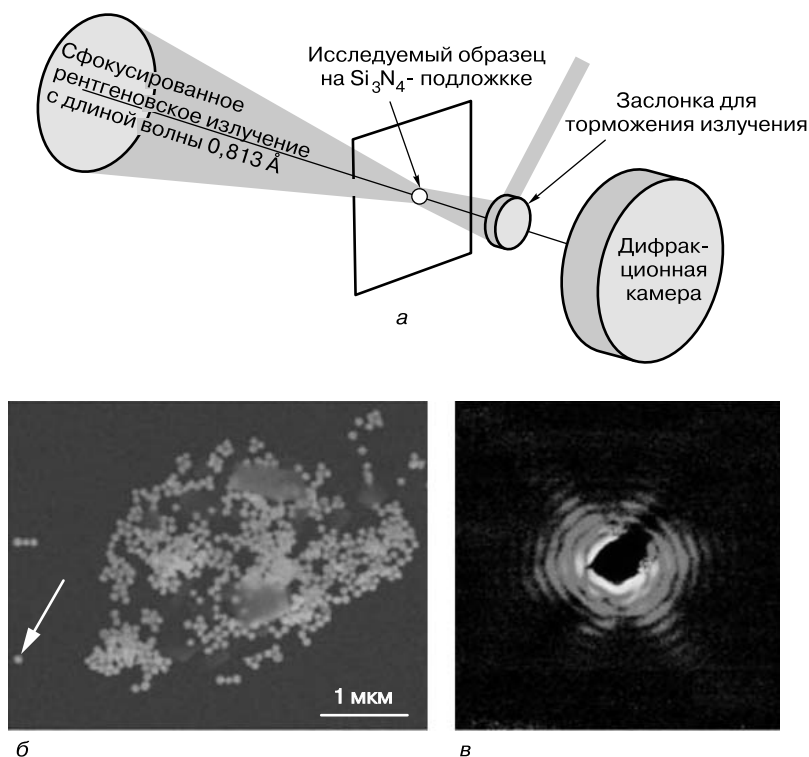 Сфокусированное
рентгеновское излучение
с длиной волны 0,813 Å
Исследуемый образец
на Si₃N₄- подложкке
Заслонка для
торможения излучения
Дифрак-
ционная
камера
а
1 мкм
б
в